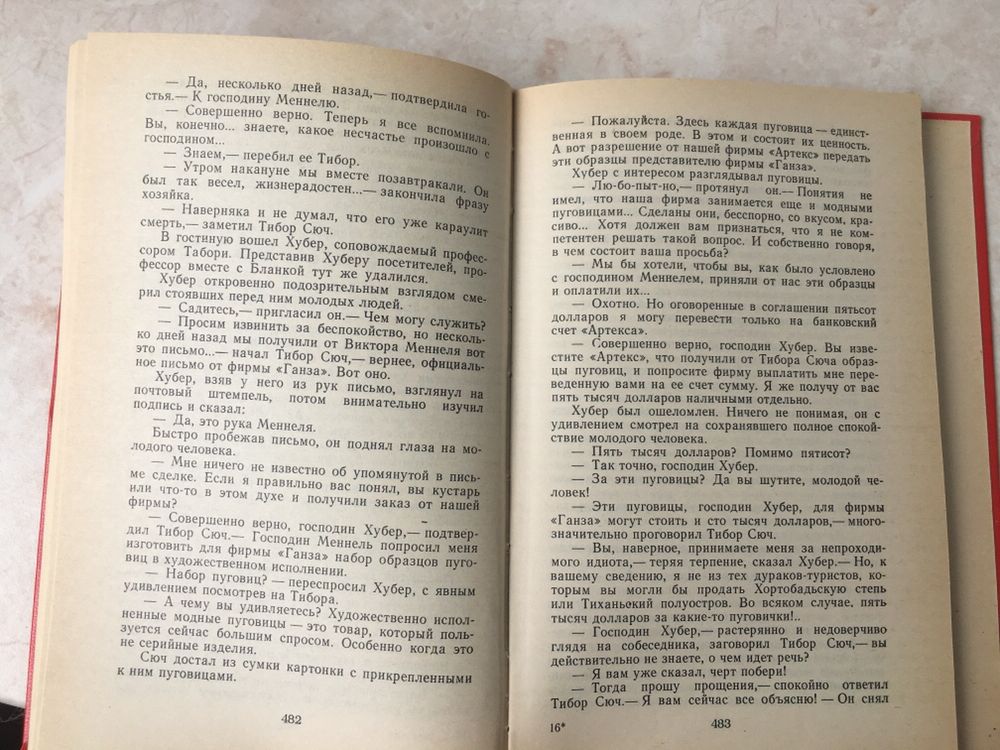 — Да, несколько дней назад,— подтвердила го-
стья.— К господину Меннелю.
— Совершенно верно. Теперь я все вспомнила.
Вы, конечно... знаете, какое несчастье произошло с
господином...
— Знаем,— перебил ее Тибор.
— Утром накануне мы вместе позавтракали. Он
был так весел, жизнерадостен...— закончила фразу
хозяйка.
— Наверняка и не думал, что его уже караулит
смерть,— заметил Тибор Сюч.
В гостиную вошел Хубер, сопровождаемый профес-
сором Табори. Представив Хуберу посетителей, про-
фессор вместе с Бланкой тут же удалился.
Хубер откровенно подозрительным взглядом сме-
рил стоявших перед ним молодых людей.
— Садитесь,— пригласил он.— Чем могу служить?
— Просим извинить за беспокойство, но несколь-
ко дней назад мы получили от Виктора Меннеля вот
это письмо...— начал Тибор Сюч,— вернее, официаль-
ное письмо от фирмы «Ганза». Вот оно.
Хубер, взяв у него из рук письмо, взглянул на
почтовый штемпель, потом внимательно изучил
подпись и сказал:
— Да, это рука Меннеля.
Быстро пробежав письмо, он поднял глаза на мо-
лодого человека.
— Мне ничего не известно об упомянутой в пись-
ме сделке. Если я правильно вас понял, вы кустарь
или что-то в этом духе и получили заказ от нашей
фирмы?
— Совершенно верно, господин Хубер,— подтвер-
дил Тибор Сюч.— Господин Меннель попросил меня
изготовить для фирмы «Ганза» набор образцов пуго-
виц в художественном исполнении.
— Набор пуговиц? — переспросил Хубер, с явным
удивлением посмотрев на Тибора.
— А чему вы удивляетесь? Художественно испол-
ненные модные пуговицы — это товар, который поль-
зуется сейчас большим спросом. Особенно когда это
не серийные изделия.
Сюч достал из сумки картонки с прикрепленными
к ним пуговицами.
482
— Пожалуйста. Здесь каждая пуговица — единст-
венная в своем роде. В этом и состоит их ценность.
А вот разрешение от нашей фирмы «Артекс» передать
эти образцы представителю фирмы «Ганза».
Хубер с интересом разглядывал пуговицы.
— Лю-бо-пыт-но,— протянул он.— Понятия не
имел, что наша фирма занимается еще и модными
пуговицами... Сделаны они, бесспорно, со вкусом, кра-
сиво... Хотя должен вам признаться, что я не ком-
петентен решать такой вопрос. И собственно говоря,
в чем состоит ваша просьба?
— Мы бы хотели, чтобы вы, как было условлено
с господином Меннелем, приняли от нас эти образцы
и оплатили их...
— Охотно. Но оговоренные в соглашении пятьсот
долларов я могу перевести только на банковский
счет «Артекса».
— Совершенно верно, господин Хубер. Вы изве-
стите «Артекс», что получили от Тибора Сюча образ-
цы пуговиц, и попросите фирму выплатить мне пере-
веденную вами на ее счет сумму. Я же получу от вас
пять тысяч долларов наличными отдельно.
Хубер был ошеломлен. Ничего не понимая, он с
удивлением смотрел на сохранявшего полное спокой-
ствие молодого человека.
— Пять тысяч долларов? Помимо пятисот?
— Так точно, господин Хубер.
— За эти пуговицы? Да вы шутите, молодой че-
ловек!
— Эти пуговицы, господин Хубер, для фирмы
«Ганза» могут стоить и сто тысяч долларов,— много-
значительно проговорил Тибор Сюч.
— Вы, наверное, принимаете меня за непроходи-
мого идиота,— теряя терпение, сказал Хубер.— Но, к
вашему сведению, я не из тех дураков-туристов, ко-
торым вы могли бы продать Хортобадьскую степь
или Тиханьский полуостров. Во всяком случае, пять
тысяч долларов за какие-то пуговички!..
— Господин Хубер,— растерянно и недоверчиво
глядя на собеседника, заговорил Тибор Сюч,— вы
действительно не знаете, о чем идет речь?
— Я вам уже сказал, черт побери!
— Тогда прошу прощения,— спокойно ответил
Тибор Сюч.— Я вам сейчас все объясню! — Он снял
16*
483